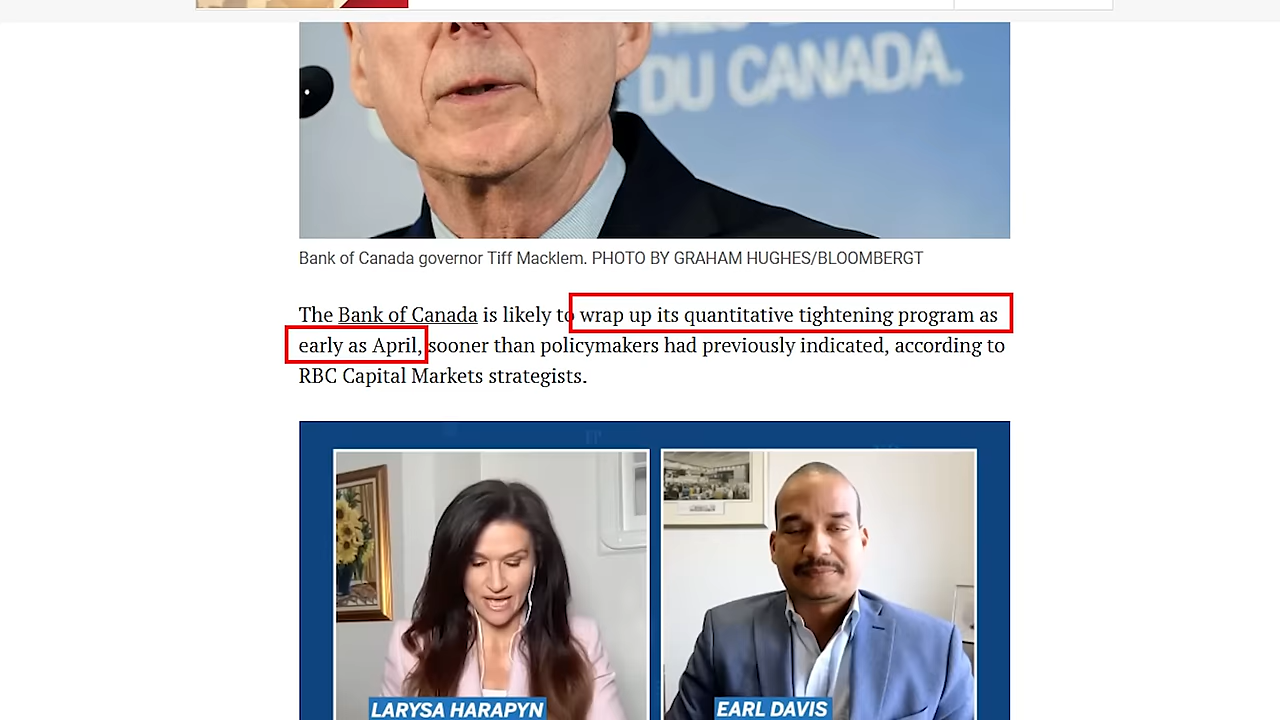 DU CANADA.
Bank of Canada governor Tiff Macklem. PHOTO BY GRAHAM HUGHES/BLOOMBERGT
The Bank of Canada is likely to wrap up its quantitative tightening program as
early as April, sooner than policymakers had previously indicated, according to
RBC Capital Markets strategists.
LARYSA HARAPYN
EARL DAVIS